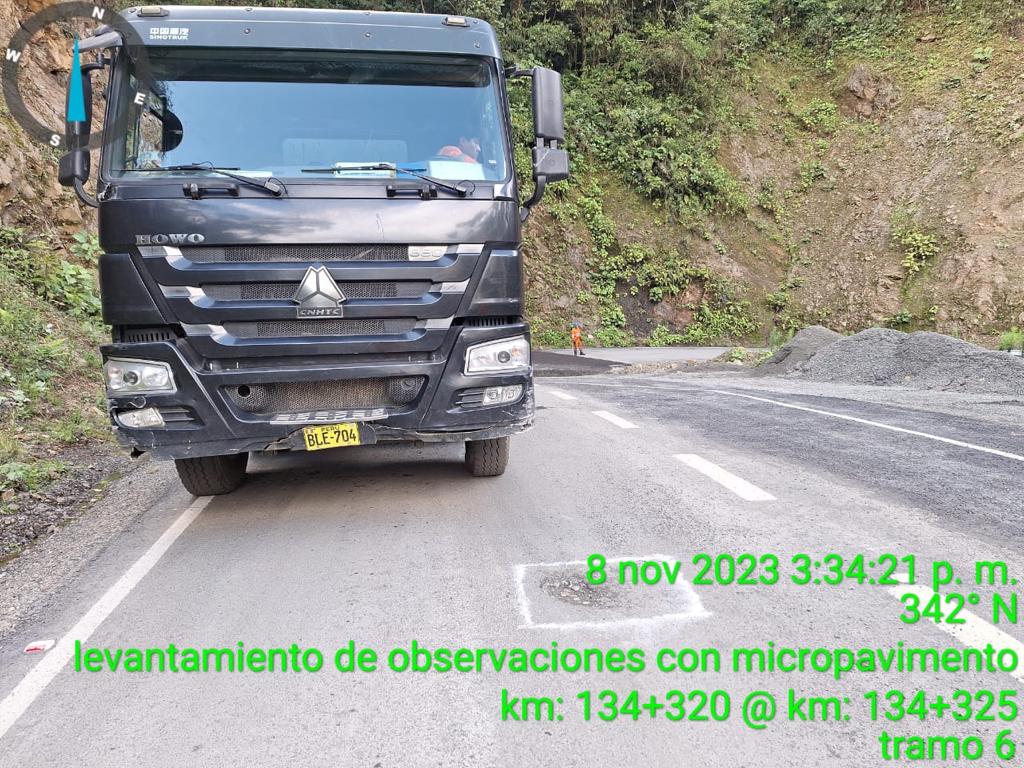 N
W
E
S
中国重汽
SINOTRUK
HOWO
CNHTC
PERU
BLE-704
8 nov 2023 3:34:21 p. m.
342° N
levantamiento de observaciones con micropavimento
km: 134+320 @ km: 134+325
tramo 6